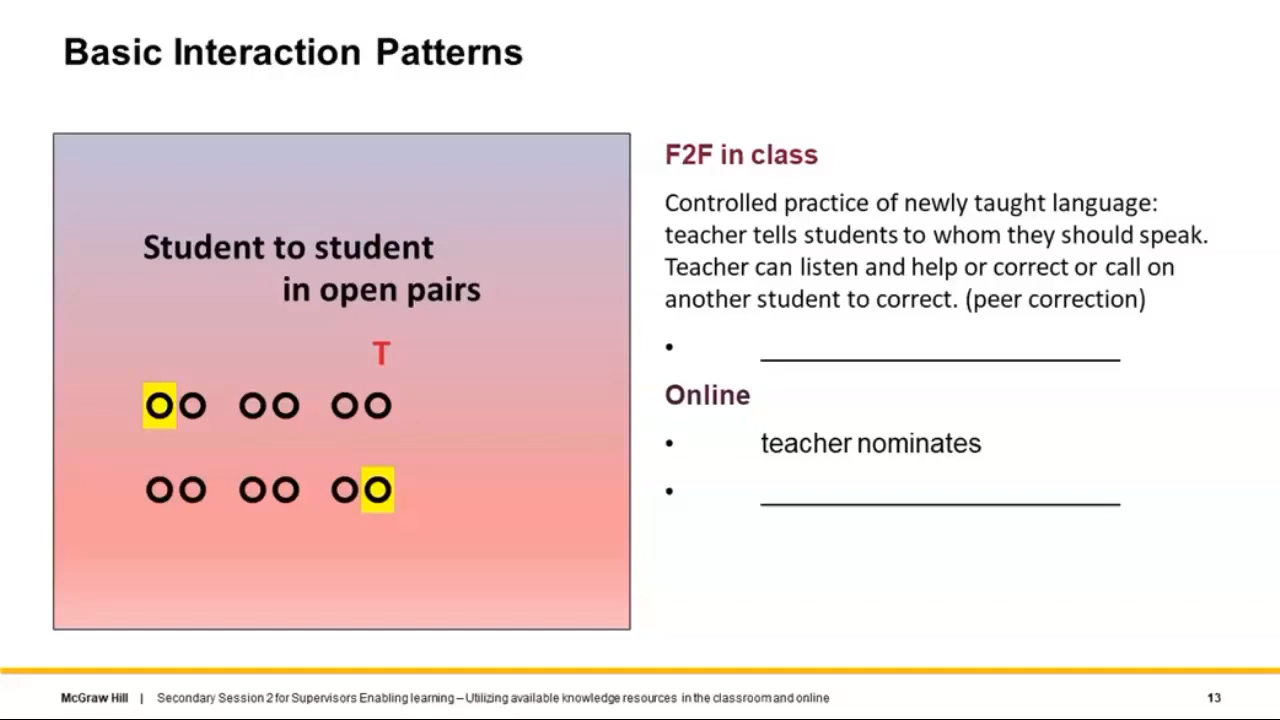 Basic Interaction Patterns
Student to student
in open pairs
T
O O O O O O
O O O O O O
F2F in class
Controlled practice of newly taught language:
teacher tells students to whom they should speak.
Teacher can listen and help or correct or call on
another student to correct. (peer correction)
• ____________________
Online
• teacher nominates
• ____________________
McGraw Hill | Secondary Session 2 for Supervisors Enabling learning – Utilizing available knowledge resources in the classroom and online 13